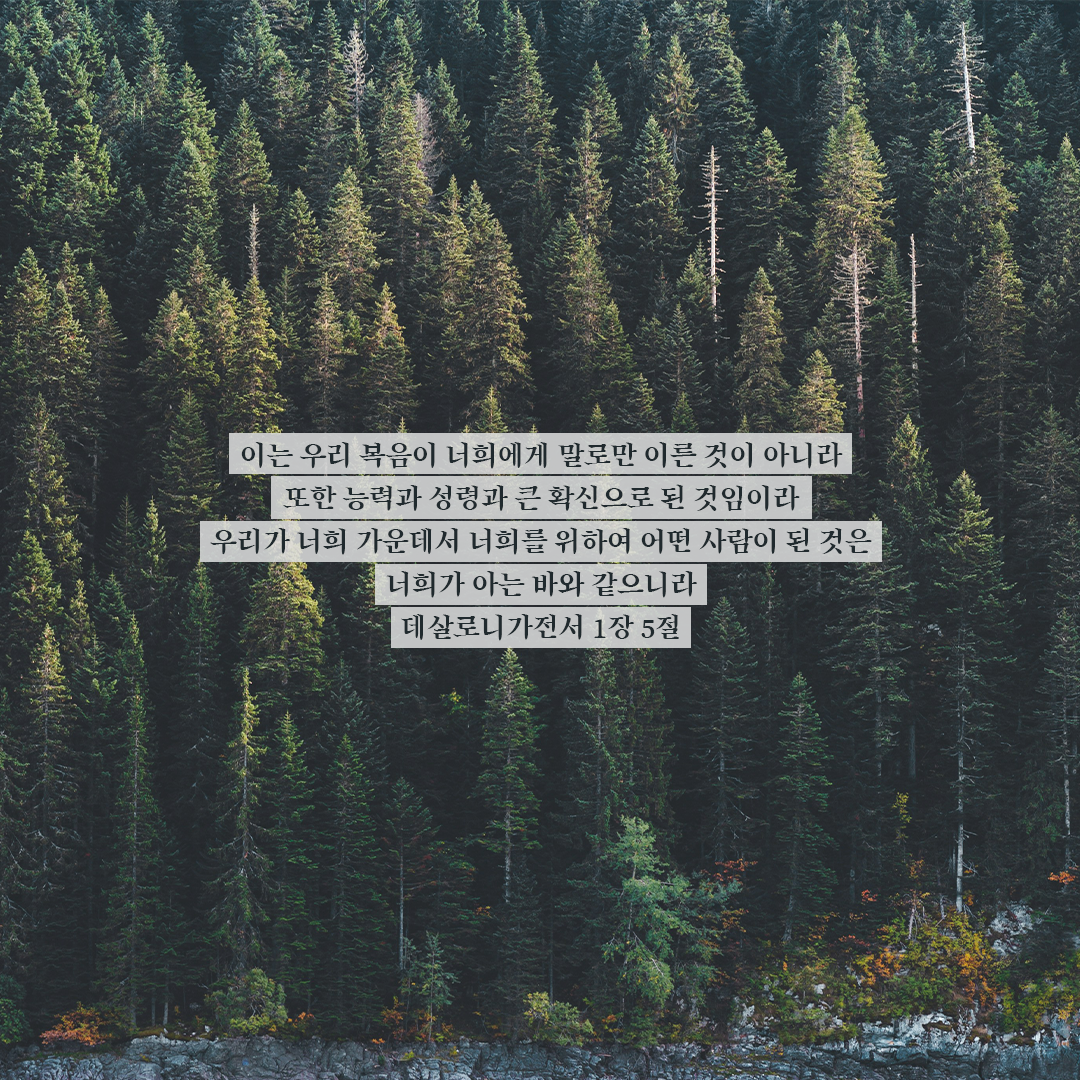 이는 우리 복음이 너희에게 말로만 이른 것이 아니라
또한 능력과 성령과 큰 확신으로 된 것임이라
우리가 너희 가운데서 너희를 위하여 어떤 사람이 된 것은
너희가 아는 바와 같으니라
데살로니가전서 1장 5절